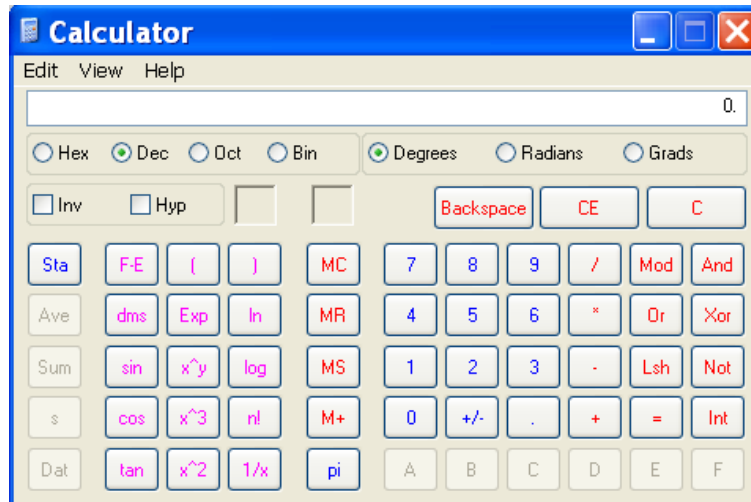 Calculator
Edit View Help
0.
Hex Dec Oct Bin Degrees Radians Grads
Inv Hyp Backspace CE C
Sta F-E ( ) MC 7 8 9 / Mod And
Ave dms Exp ln MR 4 5 6 * Or Xor
Sum sin x^y log MS 1 2 3 - Lsh Not
s cos x^3 n! M+ 0 +/- . + = Int
Dat tan x^2 1/x pi A B C D E F